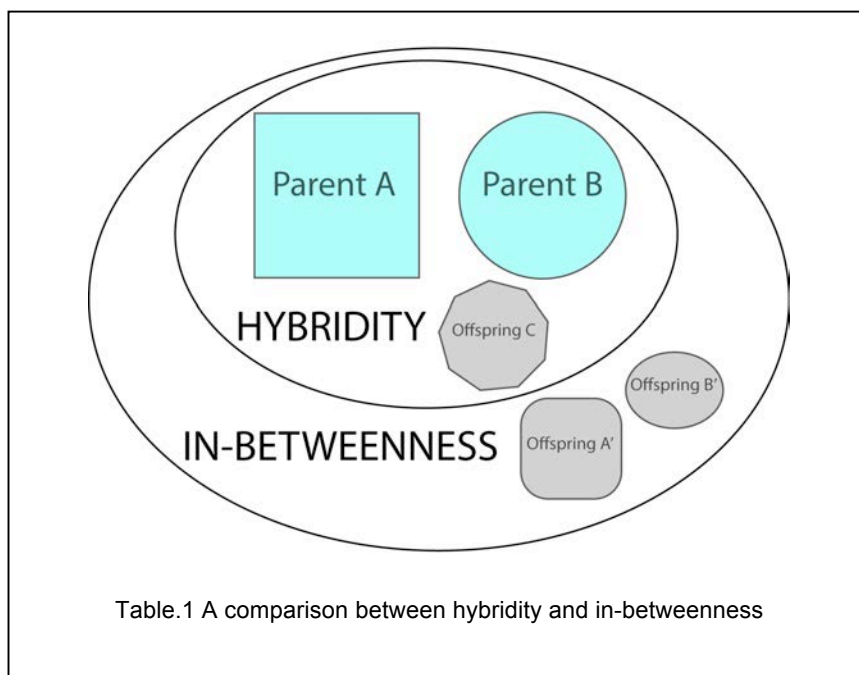 Parent A
Parent B
HYBRIDITY
Offspring C
Offspring B'
IN-BETWEENNESS
Offspring A'
Table.1 A comparison between hybridity and in-betweenness